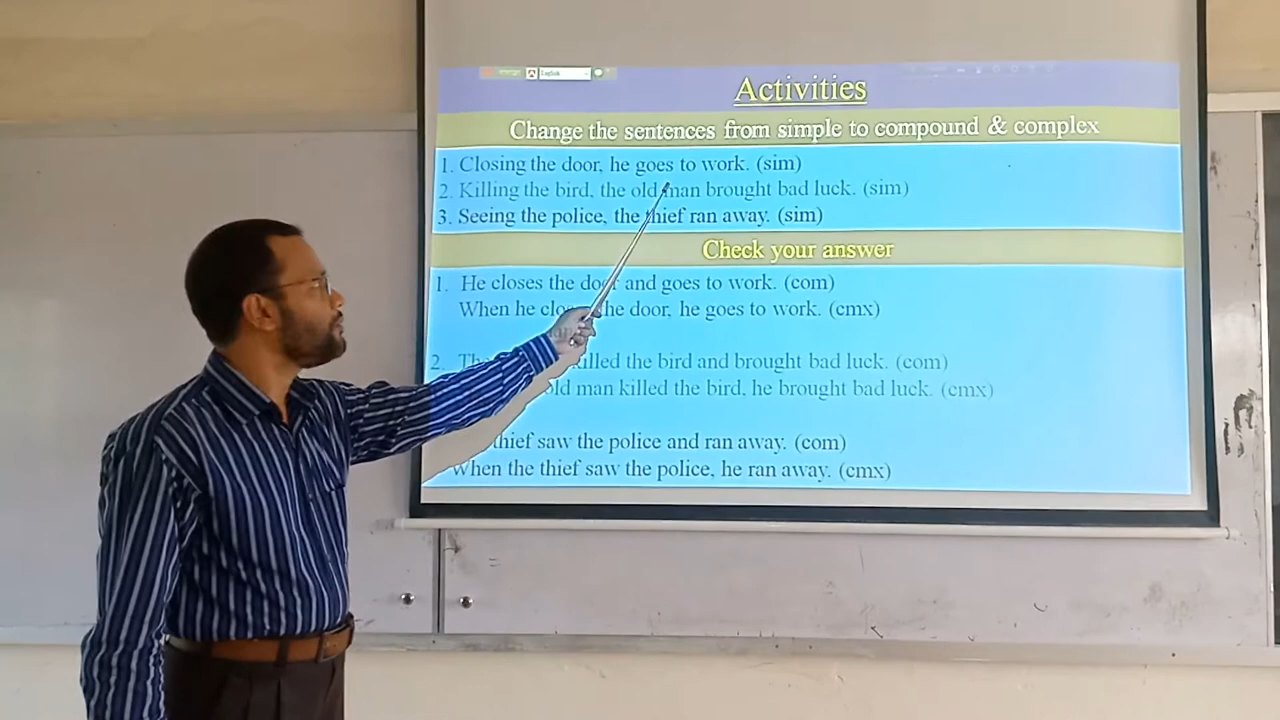 English
Activities
Change the sentences from simple to compound & complex
1. Closing the door, he goes to work. (sim)
2. Killing the bird, the old man brought bad luck. (sim)
3. Seeing the police, the thief ran away. (sim)
Check your answer
1. He closes the door and goes to work. (com)
When he the door, he goes to work. (cmx)
2. killed the bird and brought bad luck. (com)
old man killed the bird, he brought bad luck. (cmx)
thief saw the police and ran away. (com)
When the thief saw the police, he ran away. (cmx)